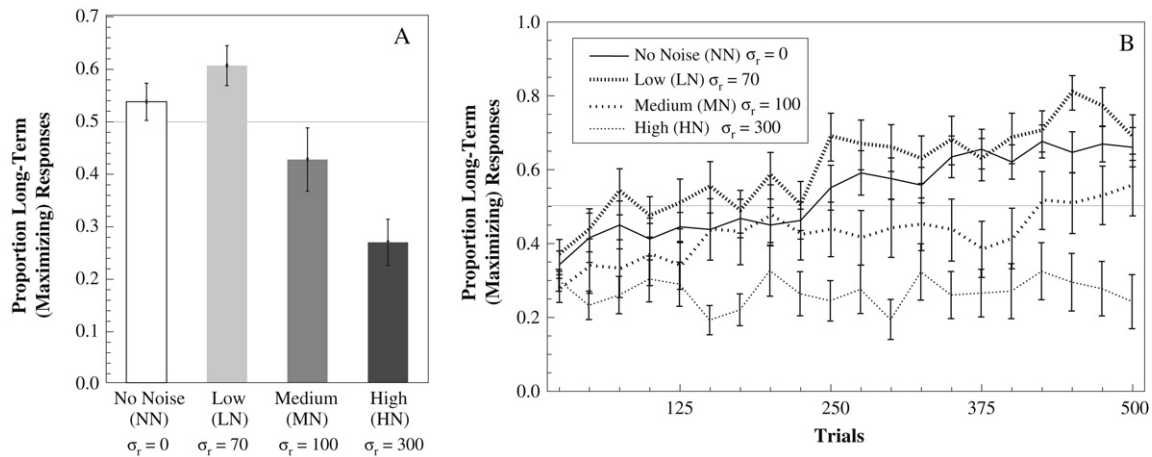 A
Proportion Long-Term
(Maximizing) Responses
0.7
0.6
0.5
0.4
0.3
0.2
0.1
0.0
No Noise
(NN)
σr = 0
Low
(LN)
σr = 70
Medium
(MN)
σr = 100
High
(HN)
σr = 300
B
Proportion Long-Term
(Maximizing) Responses
1.0
0.8
0.6
0.4
0.2
0.0
No Noise (NN) σr = 0
Low (LN) σr = 70
Medium (MN) σr = 100
High (HN) σr = 300
125
250
375
500
Trials